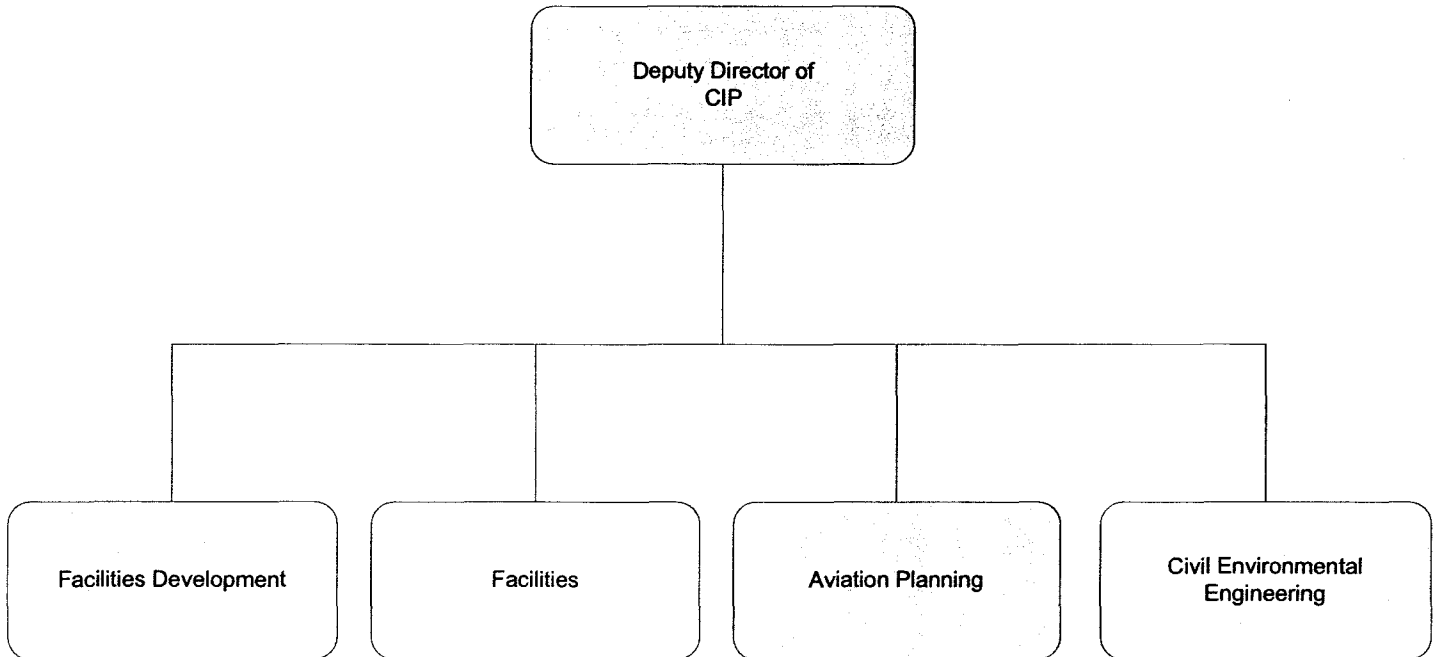 Deputy Director of
CIP
Facilities Development
Facilities
Aviation Planning
Civil Environmental
Engineering